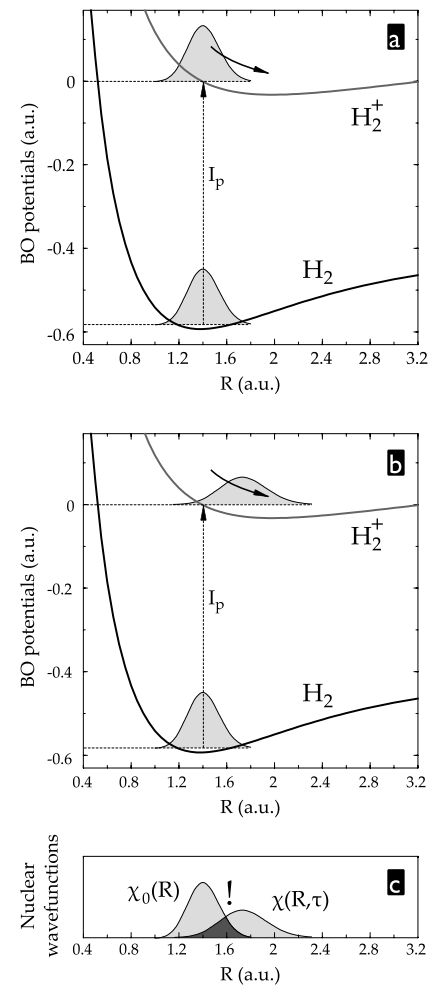 a
BO potentials (a.u.)
0
-0.2
-0.4
-0.6
H₂⁺
Iₚ
H₂
0.4 0.8 1.2 1.6 2 2.4 2.8 3.2
R (a.u.)
b
BO potentials (a.u.)
0
-0.2
-0.4
-0.6
H₂⁺
Iₚ
H₂
0.4 0.8 1.2 1.6 2 2.4 2.8 3.2
R (a.u.)
c
Nuclear
wavefunctions
χ₀(R) ! χ(R,τ)
0.4 0.8 1.2 1.6 2 2.4 2.8 3.2
R (a.u.)